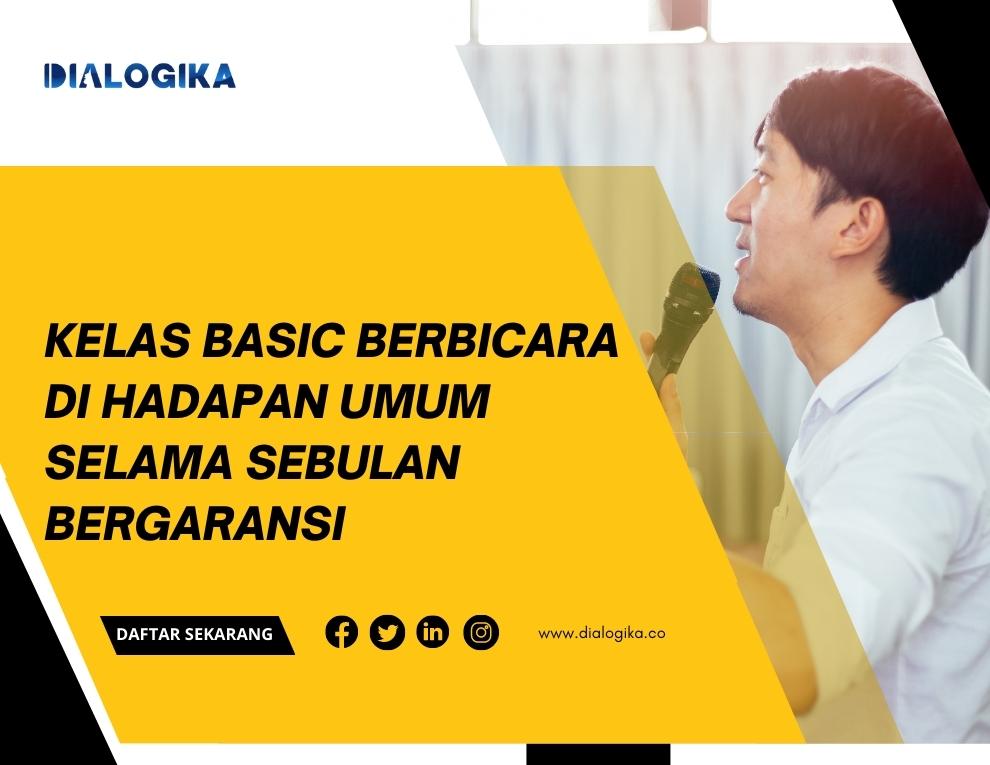 DIALOGIKA
KELAS BASIC BERBICARA
DI HADAPAN UMUM
SELAMA SEBULAN
BERGARANSI
DAFTAR SEKARANG
www.dialogika.co